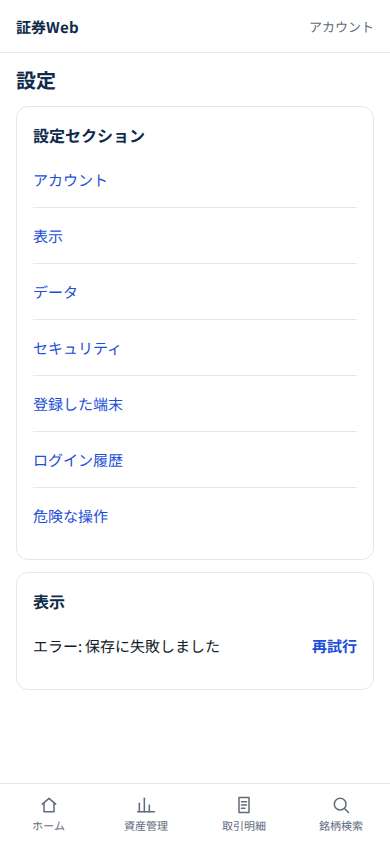 証券Web
アカウント
設定
設定セクション
アカウント
表示
データ
セキュリティ
登録した端末
ログイン履歴
危険な操作
表示
エラー: 保存に失敗しました
再試行
ホーム
資産管理
取引明細
銘柄検索